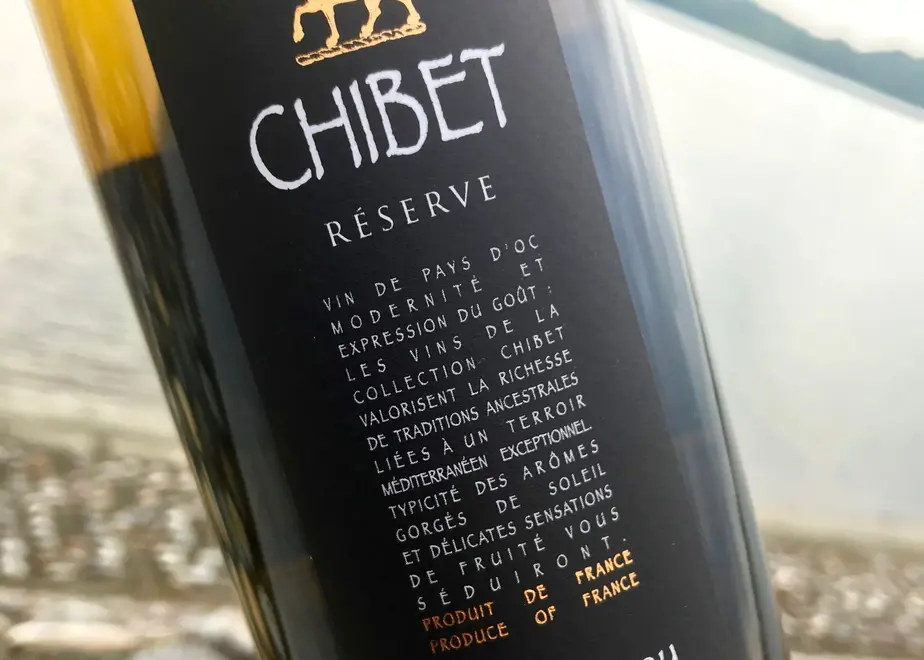 CHIBET
RÉSERVE
VIN DE PAYS D'OC
MODERNITÉ ET
EXPRESSION DU GOÛT :
LES VINS DE LA
COLLECTION CHIBET
VALORISENT LA RICHESSE
DE TRADITIONS ANCESTRALES
LIÉES À UN TERROIR
MÉDITERRANÉEN EXCEPTIONNEL.
TYPICITÉ DES ARÔMES
GORGÉS DE SOLEIL
ET DÉLICATES SENSATIONS
DE FRUITÉ VOUS
SÉDUIRONT.
PRODUIT DE FRANCE
PRODUCE OF FRANCE